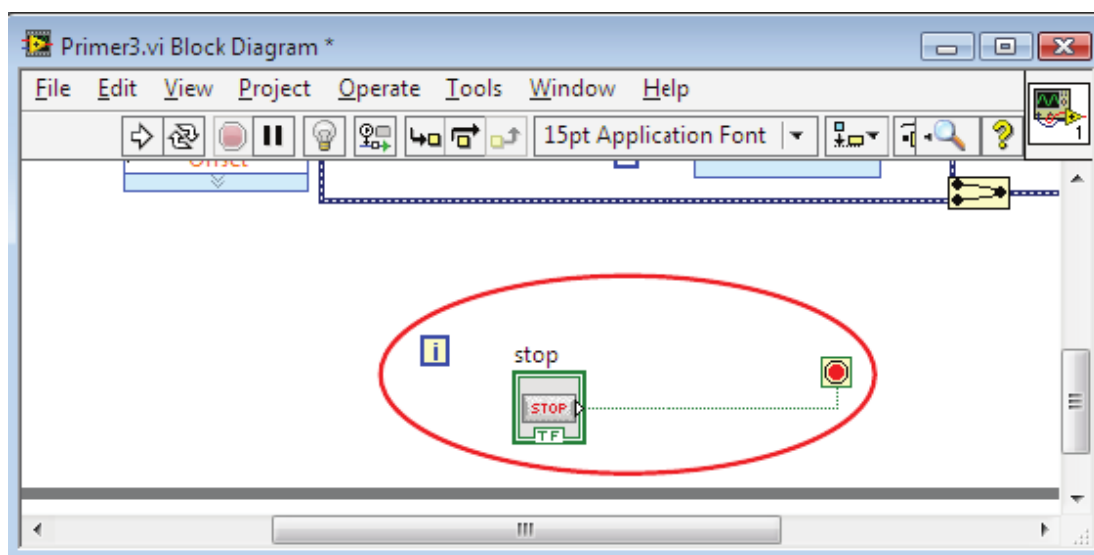 Primer3.vi Block Diagram *
File Edit View Project Operate Tools Window Help
15pt Application Font
1
Offset
i
stop
STOP
TF